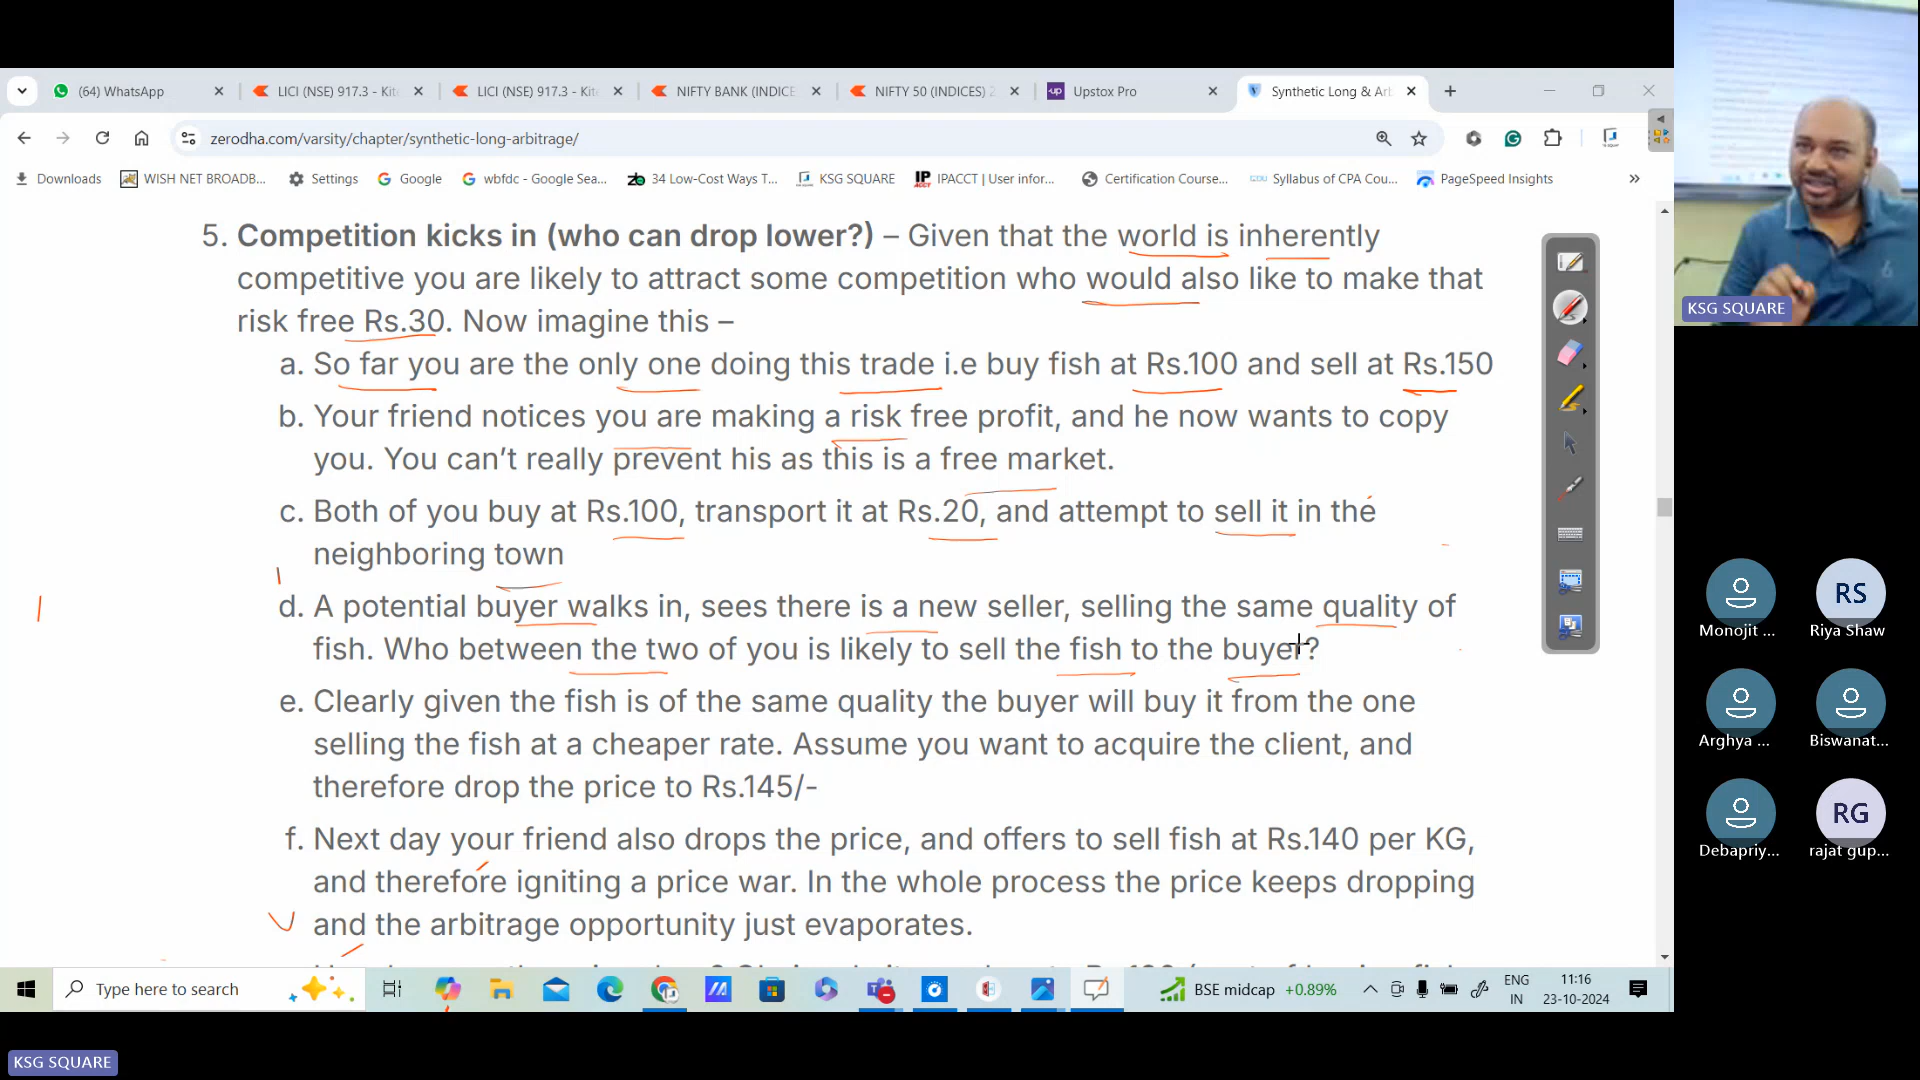 (64) WhatsApp
LICI (NSE) 917.3 - Kite
LICI (NSE) 917.3 - Kite
NIFTY BANK (INDICE
NIFTY 50 (INDICES) 2
Upstox Pro
Synthetic Long & Ar
zerodha.com/varsity/chapter/synthetic-long-arbitrage/
Downloads
WISH NET BROADB...
Settings
Google
wbfdc - Google Sea...
34 Low-Cost Ways T...
KSG SQUARE
IPACCT | User infor...
Certification Course...
Syllabus of CPA Cou...
PageSpeed Insights
5. Competition kicks in (who can drop lower?) – Given that the world is inherently
competitive you are likely to attract some competition who would also like to make that
risk free Rs.30. Now imagine this –
a. So far you are the only one doing this trade i.e buy fish at Rs.100 and sell at Rs.150
b. Your friend notices you are making a risk free profit, and he now wants to copy
you. You can't really prevent his as this is a free market.
c. Both of you buy at Rs.100, transport it at Rs.20, and attempt to sell it in the
neighboring town
d. A potential buyer walks in, sees there is a new seller, selling the same quality of
fish. Who between the two of you is likely to sell the fish to the buyer?
e. Clearly given the fish is of the same quality the buyer will buy it from the one
selling the fish at a cheaper rate. Assume you want to acquire the client, and
therefore drop the price to Rs.145/-
f. Next day your friend also drops the price, and offers to sell fish at Rs.140 per KG,
and therefore igniting a price war. In the whole process the price keeps dropping
and the arbitrage opportunity just evaporates.
KSG SQUARE
Monojit ...
RS
Riya Shaw
Arghya ...
Biswanat...
Debapriy...
RG
rajat gup...
Type here to search
BSE midcap +0.89%
ENG
IN
11:16
23-10-2024
KSG SQUARE